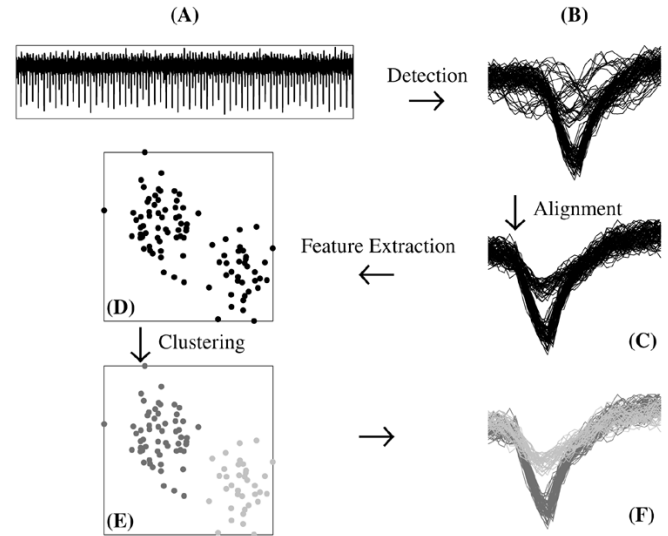 (A)
(B)
Detection
Alignment
Feature Extraction
(D)
(C)
Clustering
(E)
(F)